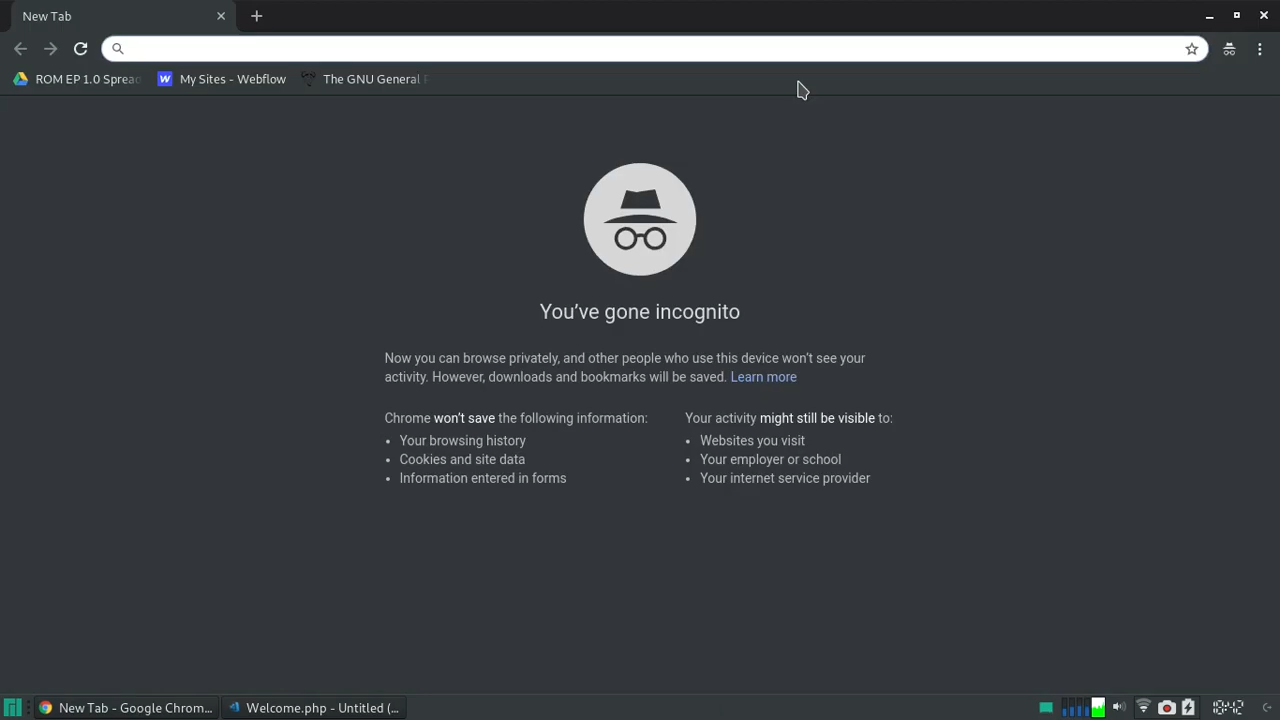 New Tab
ROM EP 1.0 Sprea
My Sites - Webflow
The GNU General
You've gone incognito
Now you can browse privately, and other people who use this device won't see your
activity. However, downloads and bookmarks will be saved. Learn more
Chrome won't save the following information:
Your browsing history
Cookies and site data
Information entered in forms
Your activity might still be visible to:
Websites you visit
Your employer or school
Your internet service provider
New Tab - Google Chrom...
Welcome.php - Untitled (...